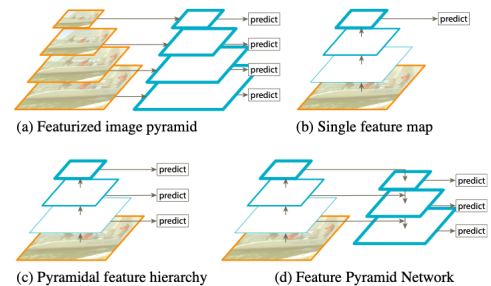 predict
predict
predict
predict
predict
(a) Featurized image pyramid
(b) Single feature map
predict
predict
predict
predict
predict
predict
(c) Pyramidal feature hierarchy
(d) Feature Pyramid Network